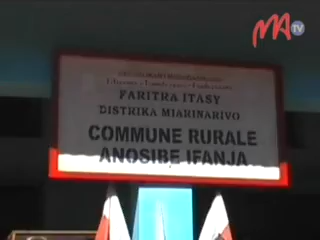 MA TV
FARITRA ITASY
DISTRIKA MIARINARIVO
COMMUNE RURALE
ANOSIBE IFANJA